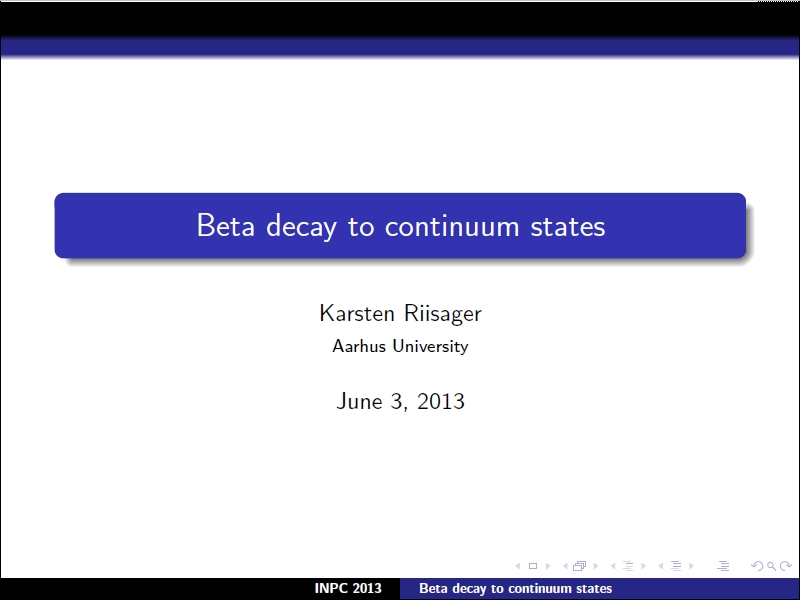 Beta decay to continuum states
Karsten Riisager
Aarhus University
June 3, 2013
INPC 2013 Beta decay to continuum states